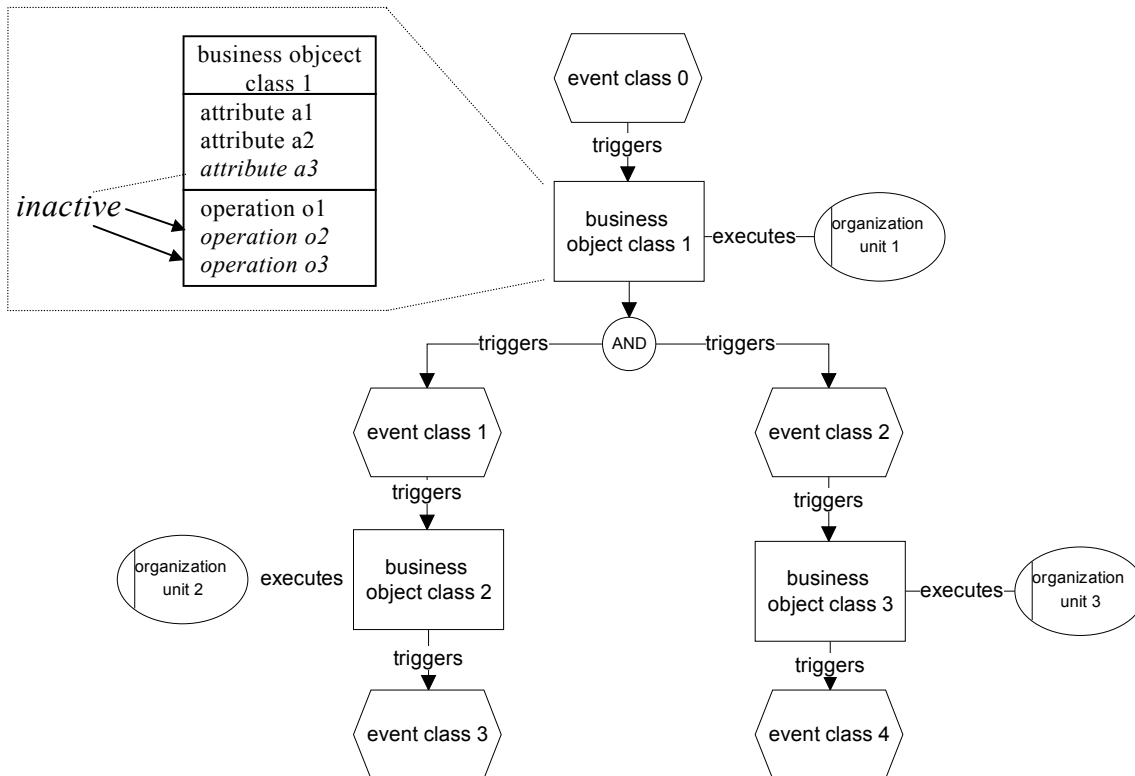 business objcect
class 1
attribute a1
attribute a2
attribute a3
inactive
operation o1
operation o2
operation o3
event class 0
triggers
business
object class 1
executes
organization
unit 1
triggers
AND
triggers
event class 1
event class 2
triggers
triggers
organization
unit 2
executes
business
object class 2
business
object class 3
executes
organization
unit 3
triggers
triggers
event class 3
event class 4